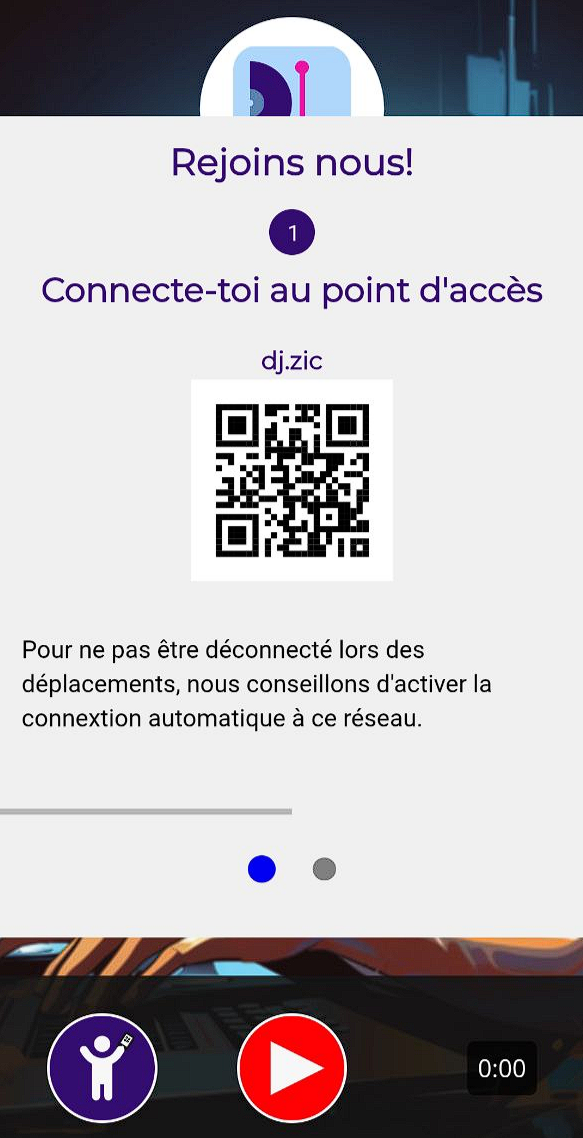 Rejoins nous!
1
Connecte-toi au point d'accès
dj.zic
Pour ne pas être déconnecté lors des
déplacements, nous conseillons d'activer la
connextion automatique à ce réseau.
0:00